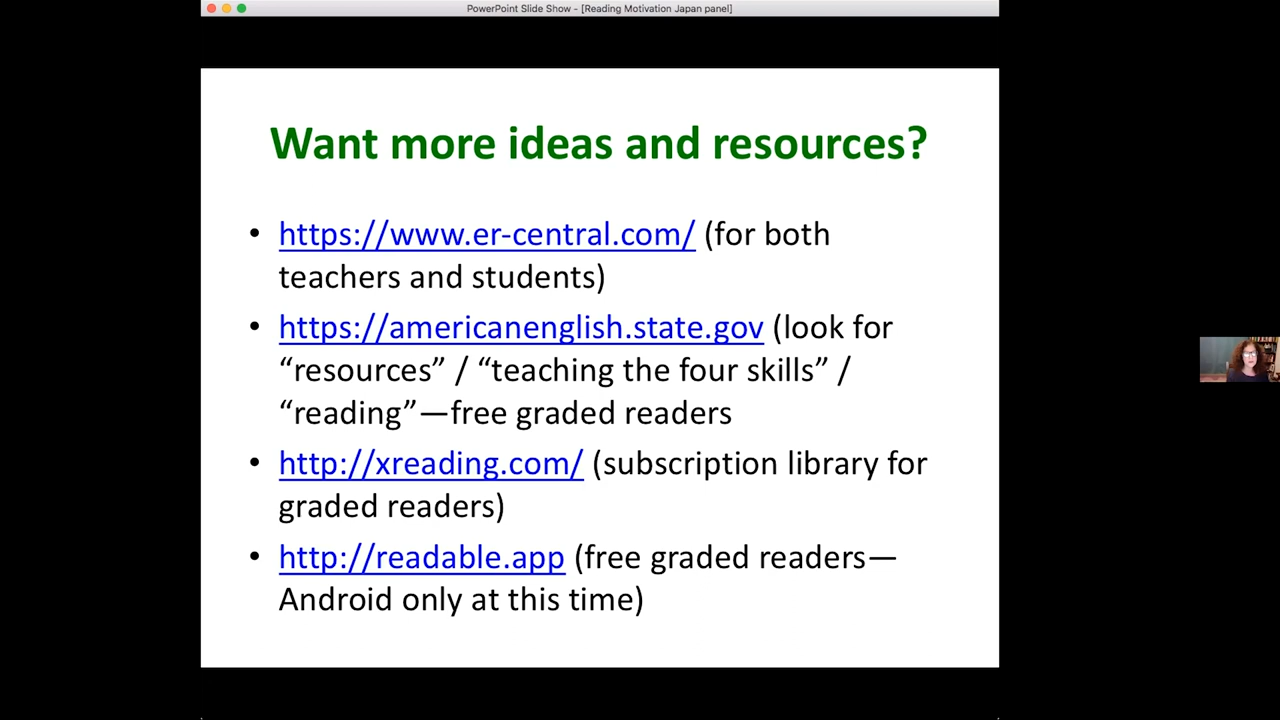 PowerPoint Slide Show - [Reading Motivation Japan panel]
Want more ideas and resources?
• https://www.er-central.com/ (for both
teachers and students)
• https://americanenglish.state.gov (look for
“resources” / “teaching the four skills” /
“reading”—free graded readers
• http://xreading.com/ (subscription library for
graded readers)
• http://readable.app (free graded readers—
Android only at this time)